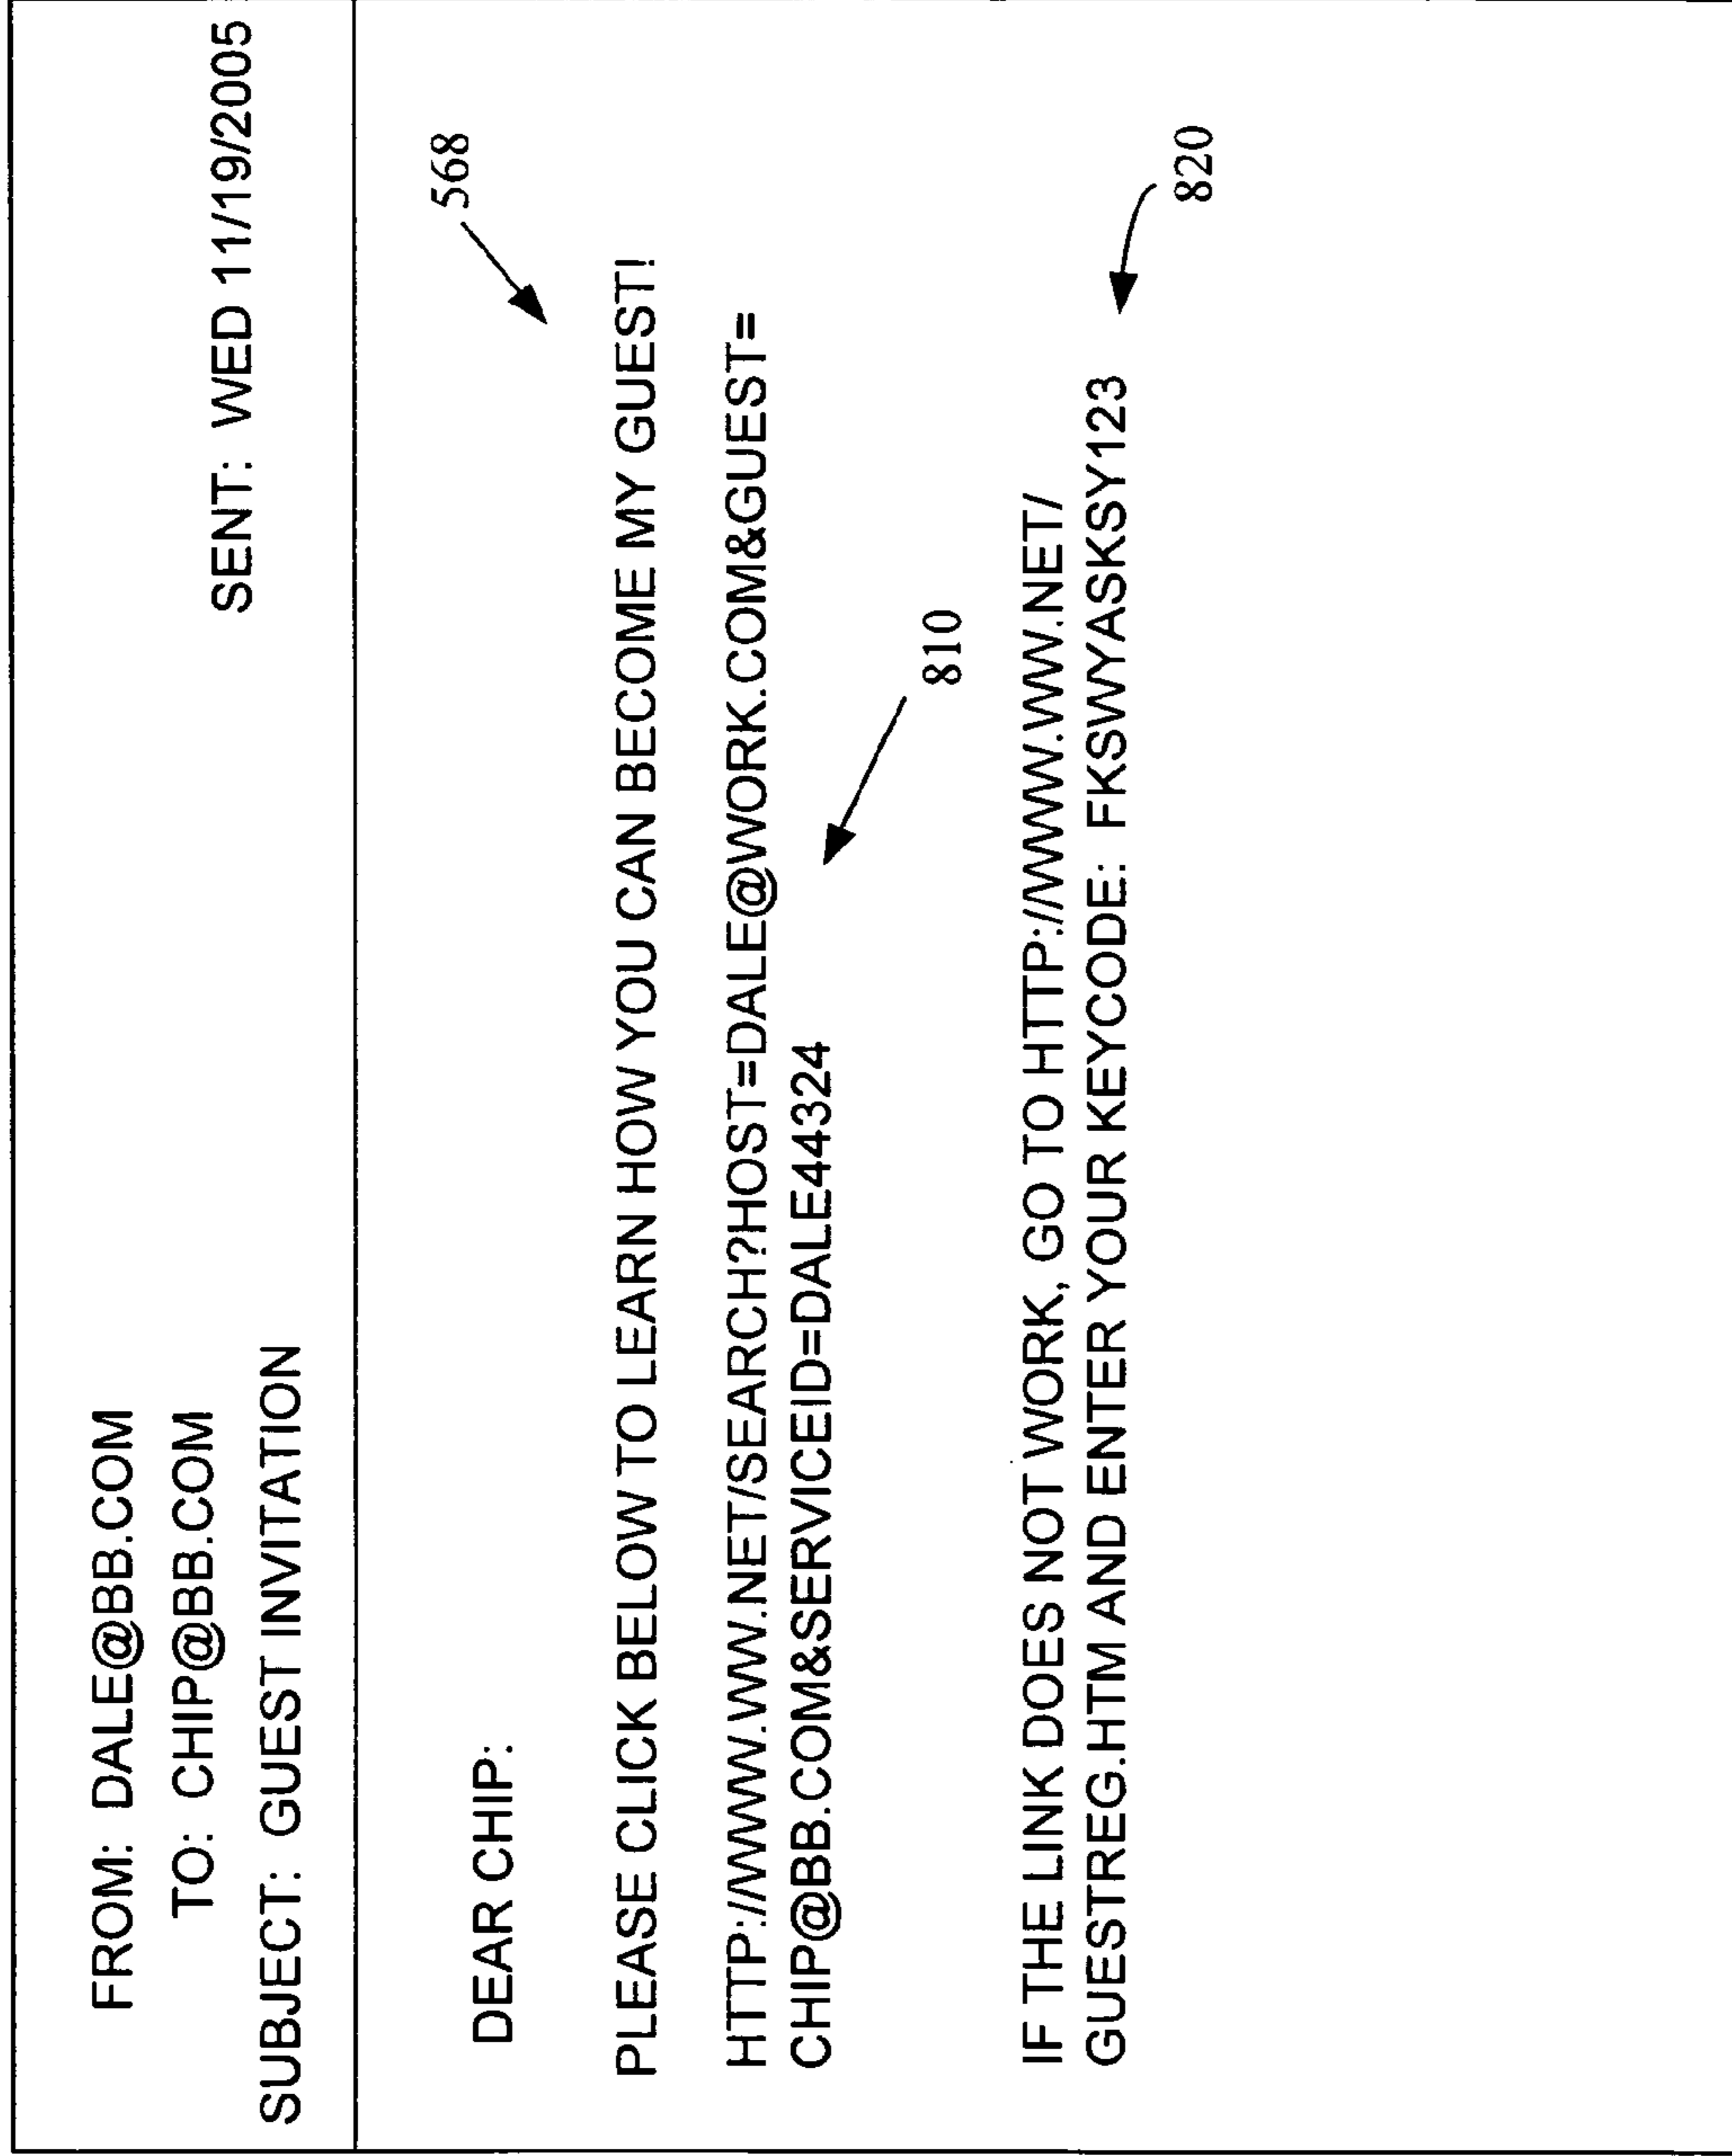 FROM: DALE@BB.COM
TO: CHIP@BB.COM
SENT: WED 11/19/2005
SUBJECT: GUEST INVITATION
568
DEAR CHIP:
PLEASE CLICK BELOW TO LEARN HOW YOU CAN BECOME MY GUEST!
HTTP://WWW.WW.NET/SEARCH?HOST=DALE@WORK.COM&GUEST=
CHIP@BB.COM&SERVICEID=DALE44324
810
IF THE LINK DOES NOT WORK, GO TO HTTP://WWW.WW.NET/
GUESTREG.HTM AND ENTER YOUR KEYCODE: FKSWYASKSY123
820